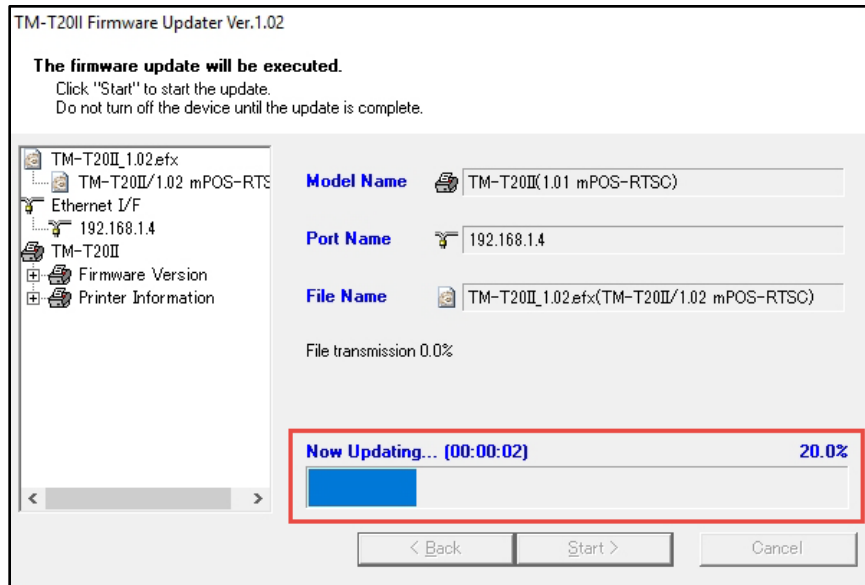 TM-T20II Firmware Updater Ver.1.02
The firmware update will be executed.
Click "Start" to start the update.
Do not turn off the device until the update is complete.
TM-T20II_1.02.efx
TM-T20II/1.02 mPOS-RTS
Ethernet I/F
192.168.1.4
TM-T20II
Firmware Version
Printer Information
Model Name TM-T20II(1.01 mPOS-RTSC)
Port Name 192.168.1.4
File Name TM-T20II_1.02.efx(TM-T20II/1.02 mPOS-RTSC)
File transmission 0.0%
Now Updating... (00:00:02) 20.0%
< Back Start > Cancel